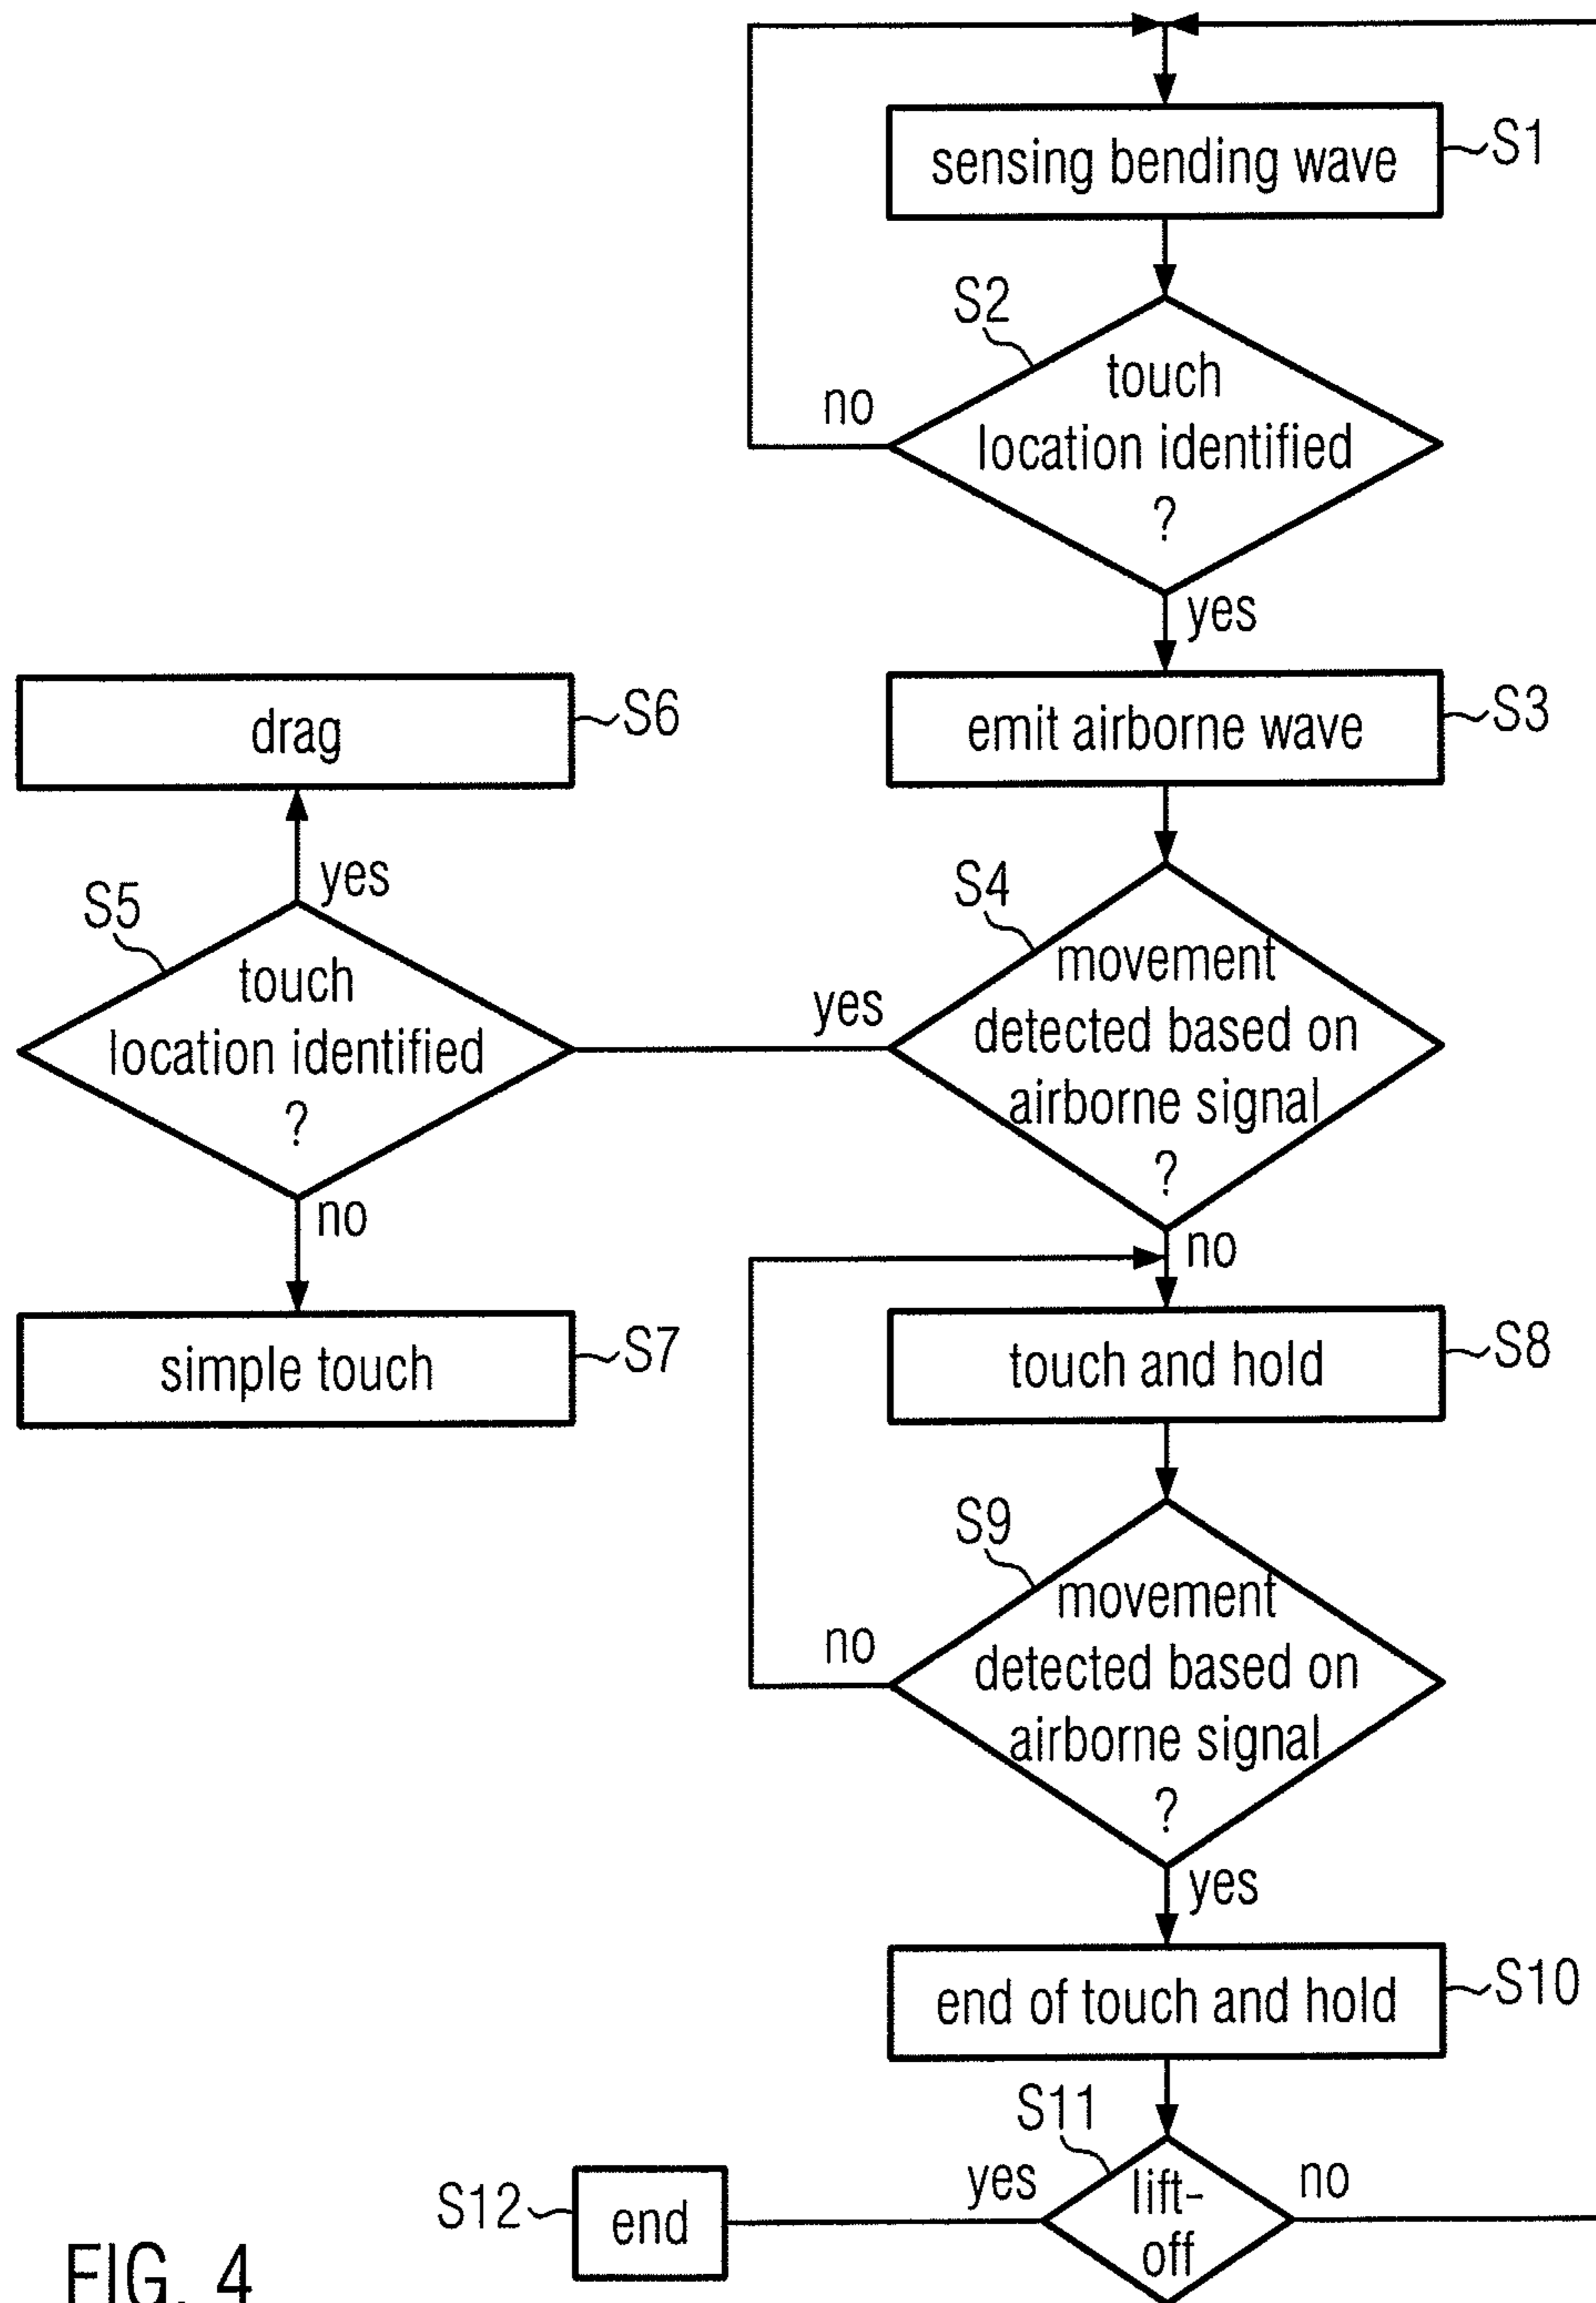 sensing bending wave
S1
S2
touch
location identified
?
no
yes
drag
S6
emit airborne wave
S3
S5
yes
touch
location identified
?
no
S4
movement
detected based on
airborne signal
?
yes
no
simple touch
S7
touch and hold
S8
S9
movement
detected based on
airborne signal
?
no
yes
end of touch and hold
S10
S11
lift-
off
yes
no
S12
end
FIG. 4